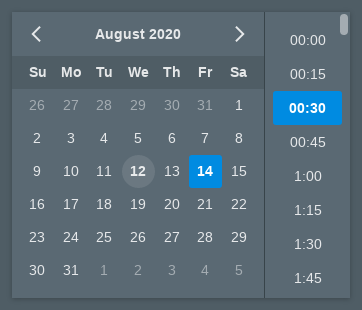 August 2020
Su Mo Tu We Th Fr Sa
26 27 28 29 30 31 1
2 3 4 5 6 7 8
9 10 11 12 13 14 15
16 17 18 19 20 21 22
23 24 25 26 27 28 29
30 31 1 2 3 4 5
00:00
00:15
00:30
00:45
1:00
1:15
1:30
1:45